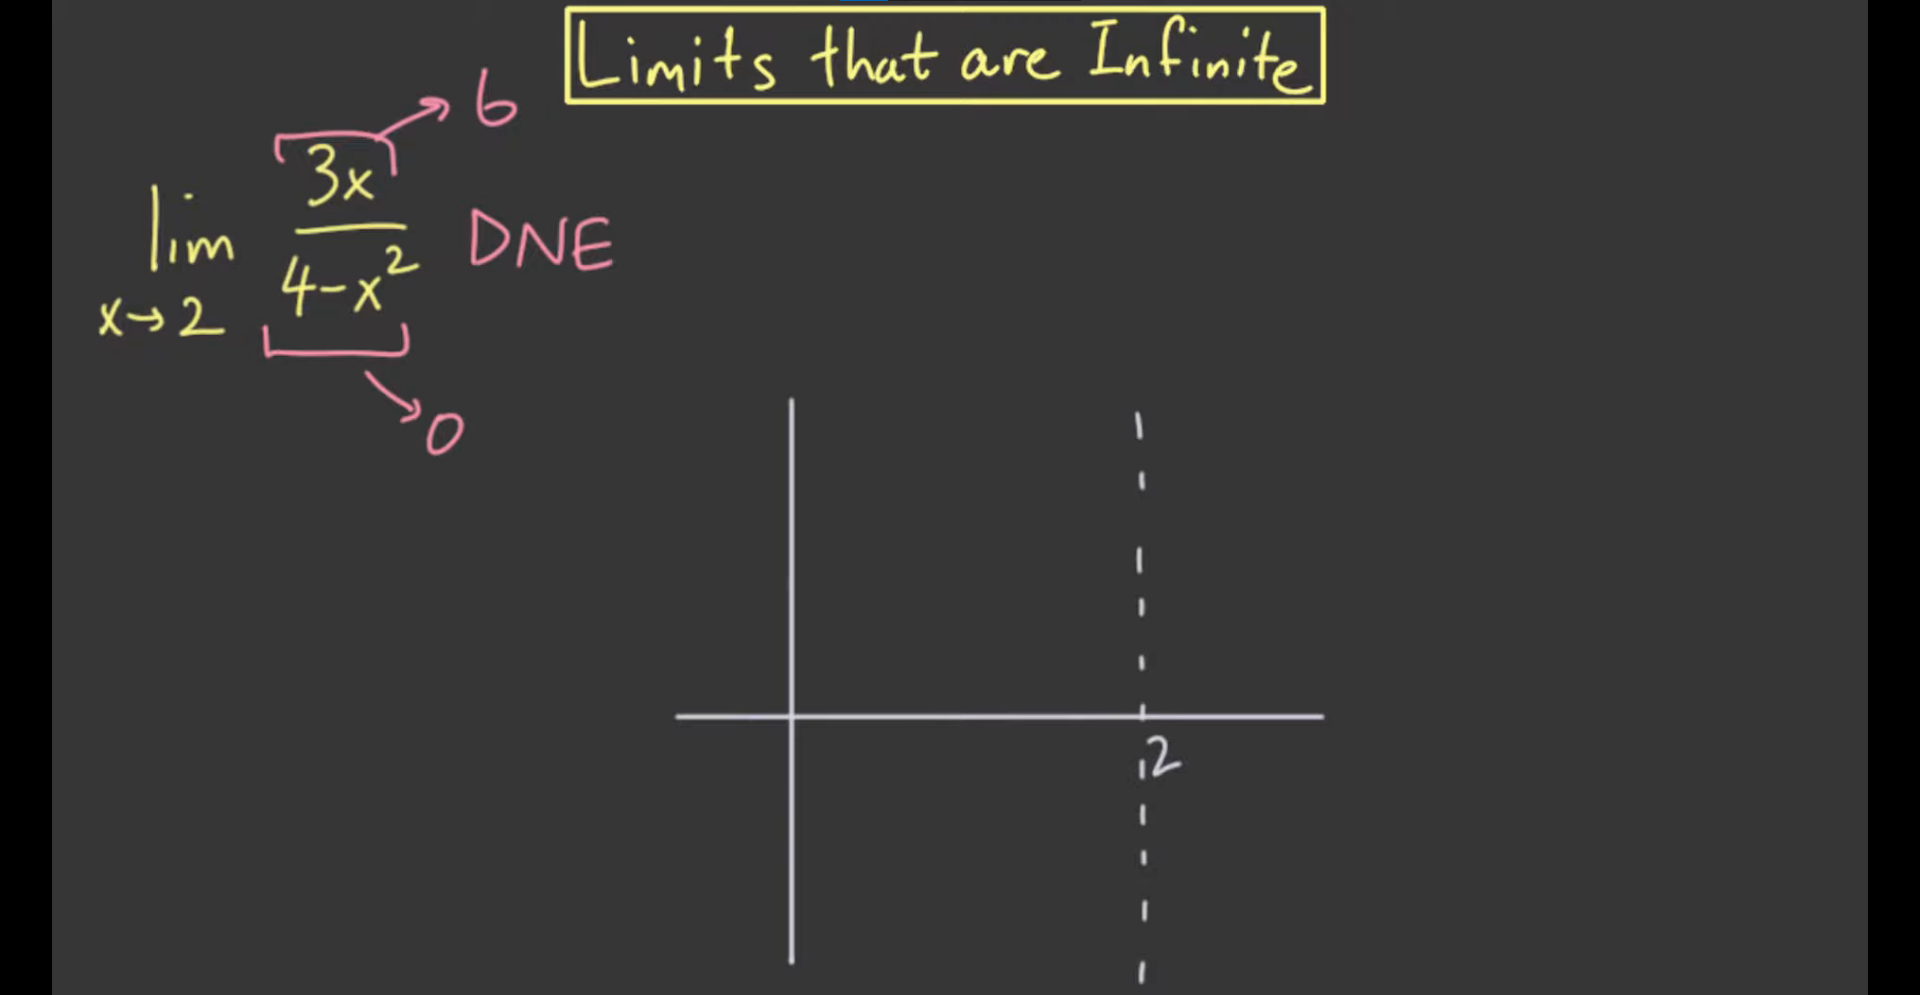 Limits that are Infinite
6
lim x→2 3x/(4-x²) DNE
0
2